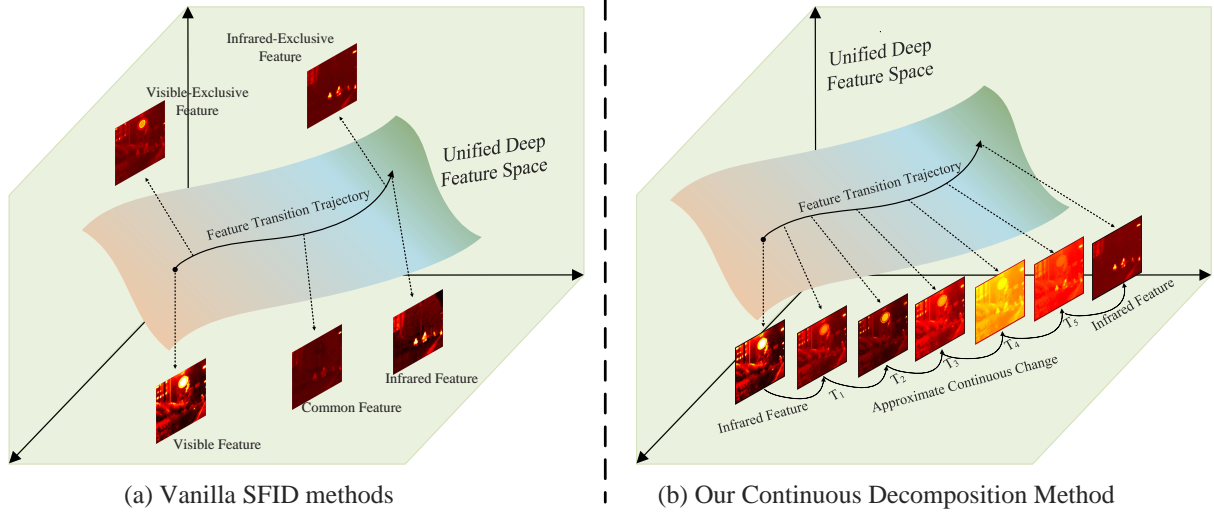 Infrared-Exclusive
Feature
Visible-Exclusive
Feature
Unified Deep
Feature Space
Feature Transition Trajectory
Infrared Feature
Common Feature
Visible Feature
(a) Vanilla SFID methods
Unified Deep
Feature Space
Feature Transition Trajectory
Infrared Feature
T1
T2
T3
T4
T5
Infrared Feature
Approximate Continuous Change
(b) Our Continuous Decomposition Method